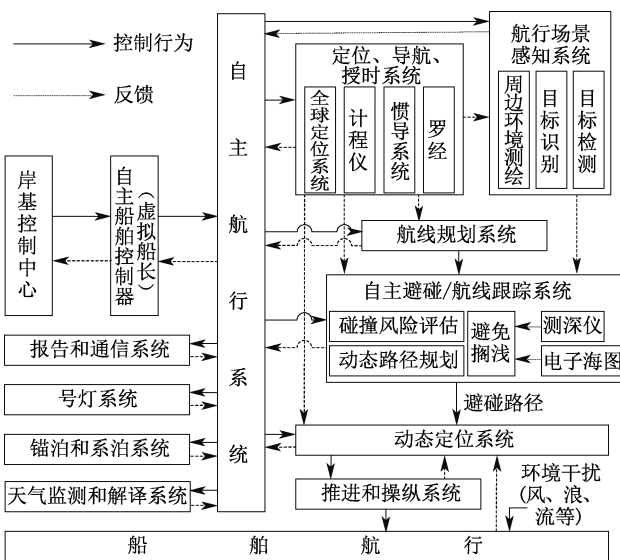 控制行为
反馈
岸基控制中心
自主船舶控制器
(虚拟船长)
自主航行系统
定位、导航、
授时系统
全球定位系统
计程仪
惯导系统
罗经
航行场景
感知系统
周边环境测绘
目标识别
目标检测
航线规划系统
自主避碰/航线跟踪系统
碰撞风险评估
动态路径规划
避免
搁浅
测深仪
电子海图
避碰路径
报告和通信系统
号灯系统
锚泊和系泊系统
天气监测和解译系统
动态定位系统
推进和操纵系统
环境干扰
(风、浪、
流等)
船舶航行